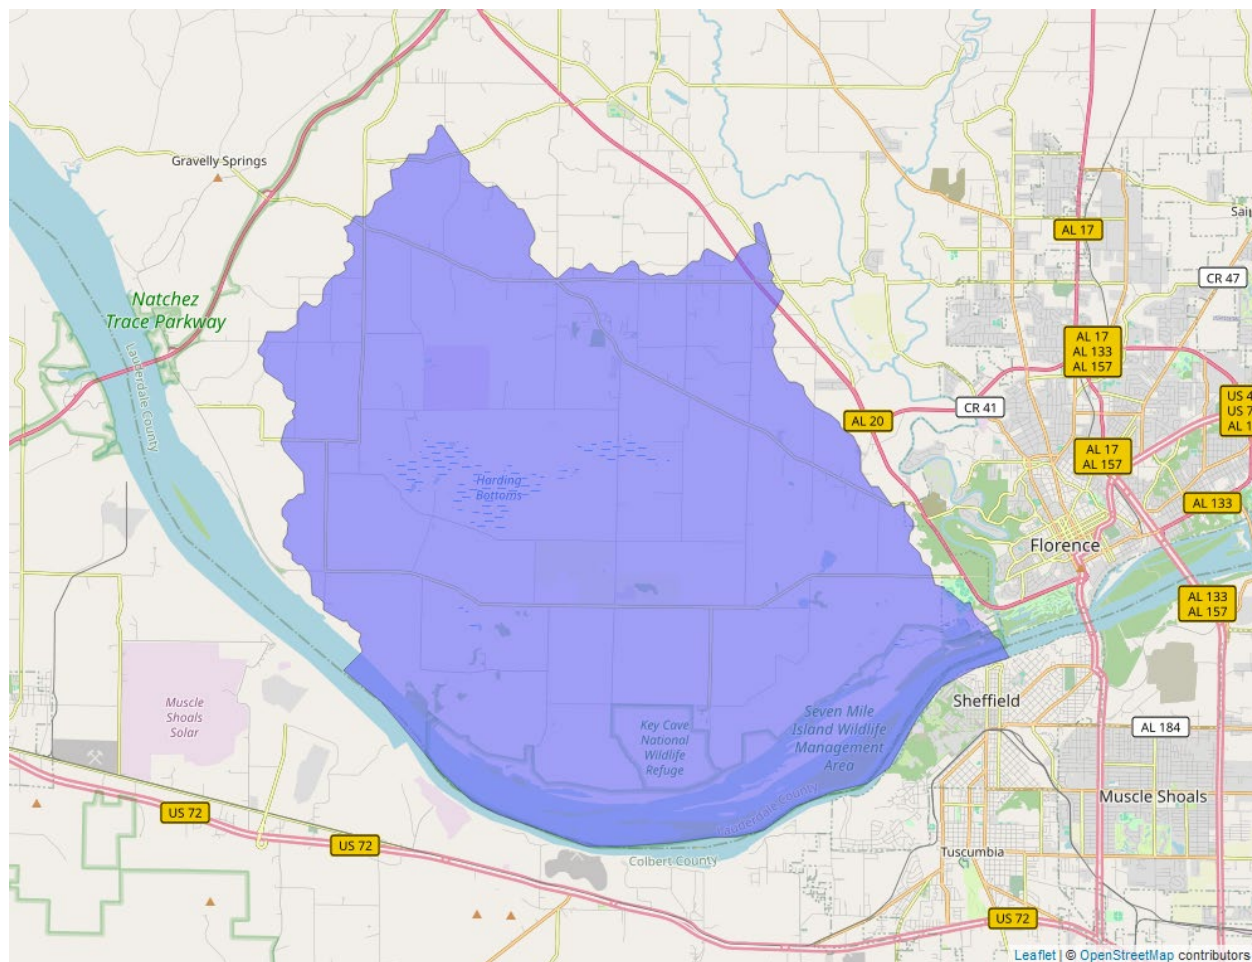 Gravelly Springs
AL 17
Sai
CR 47
Natchez
Trace Parkway
AL 17
AL 133
AL 157
Lauderdale County
CR 41
AL 20
US 4
US 7
AL 1
AL 17
AL 157
Harding
Bottoms
AL 133
Florence
AL 133
AL 157
Muscle
Shoals
Solar
Sheffield
Key Cave
National
Wildlife
Refuge
Seven Mile
Island Wildlife
Management
Area
AL 184
US 72
US 72
Lauderdale County
Colbert County
Muscle Shoals
Tuscumbia
US 72
Leaflet | © OpenStreetMap contributors